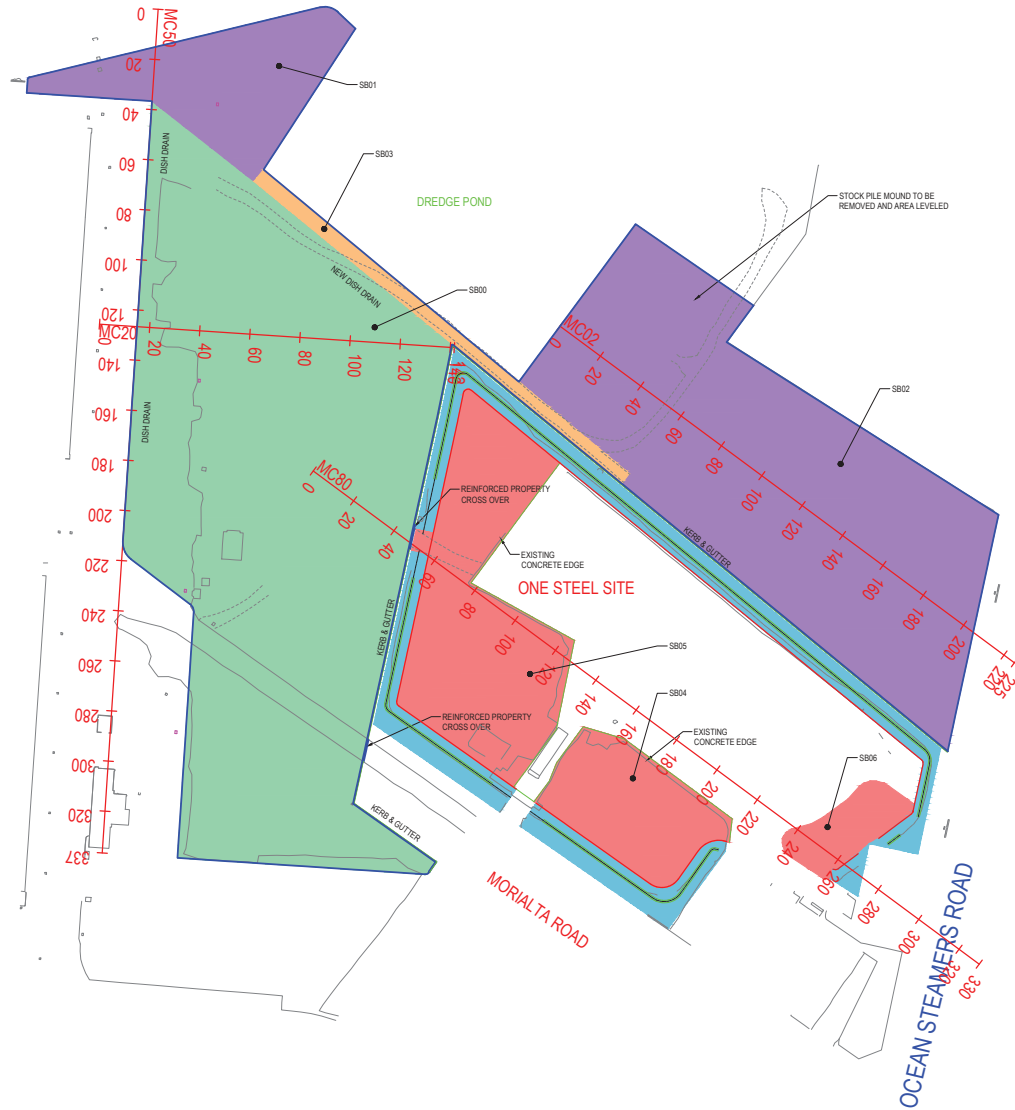 0
MC50
20
SB01
40
DISH DRAIN
60
SB03
DREDGE POND
STOCK PILE MOUND TO BE
REMOVED AND AREA LEVELED
80
100
NEW DISH DRAIN
SB00
120
MC20
0
20
40
60
80
100
120
148
140
MC02
0
20
40
60
80
100
120
140
160
180
200
220
225
SB02
160
DISH DRAIN
180
MC80
0
20
40
60
80
100
120
140
160
180
200
220
240
260
280
300
320
330
REINFORCED PROPERTY
CROSS OVER
200
KERB & GUTTER
EXISTING
CONCRETE EDGE
ONE STEEL SITE
220
240
KERB & GUTTER
SB05
260
SB04
280
REINFORCED PROPERTY
CROSS OVER
EXISTING
CONCRETE EDGE
SB06
300
320
KERB & GUTTER
337
MORIALTA ROAD
OCEAN STEAMERS ROAD